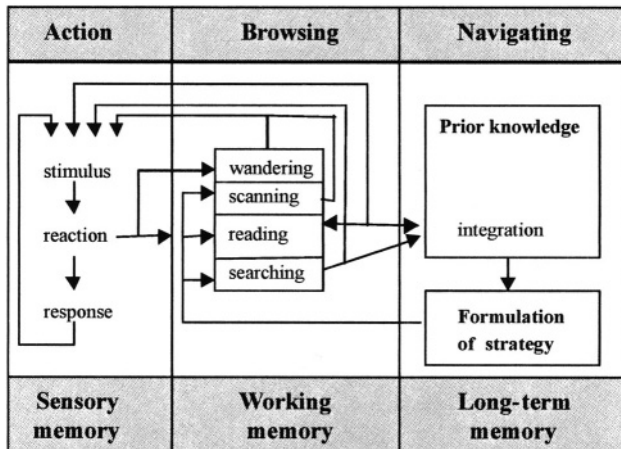 Action
Browsing
Navigating
stimulus
reaction
response
wandering
scanning
reading
searching
Prior knowledge
integration
Formulation
of strategy
Sensory
memory
Working
memory
Long-term
memory